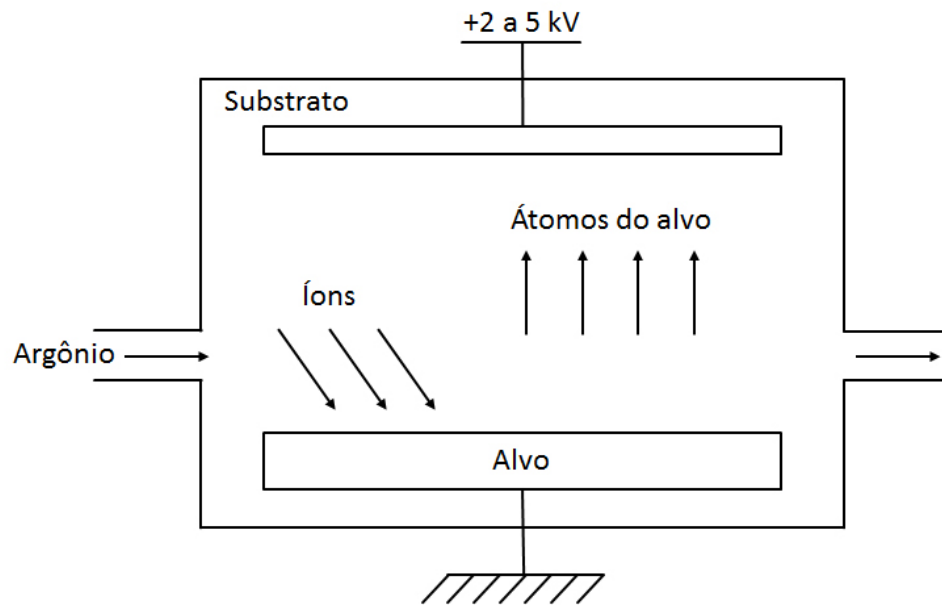 +2 a 5 kV
Substrato
Átomos do alvo
Íons
Argônio
Alvo